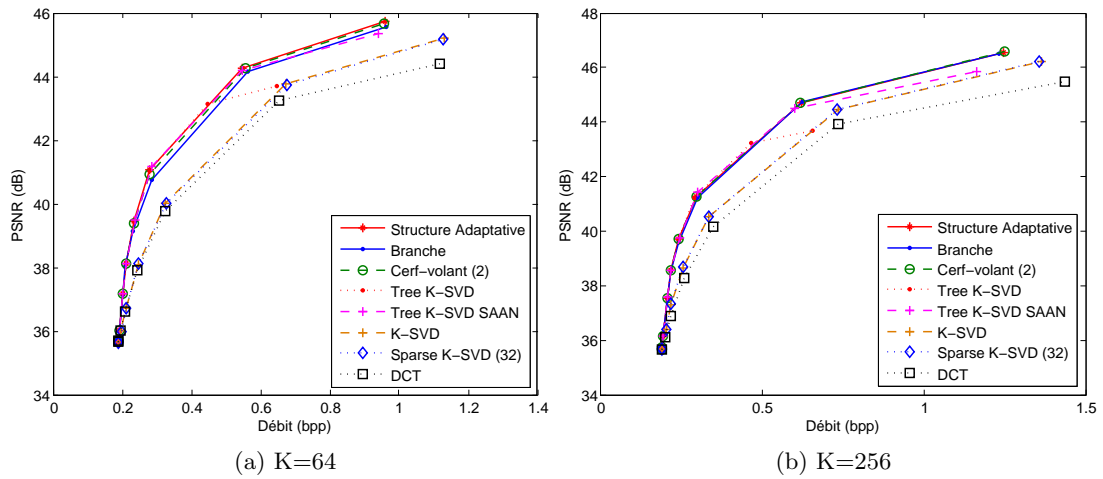 46
44
42
40
38
36
34
PSNR (dB)
0
0.2
0.4
0.6
0.8
1
1.2
1.4
Débit (bpp)
Structure Adaptative
Branche
Cerf−volant (2)
Tree K−SVD
Tree K−SVD SAAN
K−SVD
Sparse K−SVD (32)
DCT
(a) K=64
48
46
44
42
40
38
36
34
PSNR (dB)
0
0.5
1
1.5
Débit (bpp)
Structure Adaptative
Branche
Cerf−volant (2)
Tree K−SVD
Tree K−SVD SAAN
K−SVD
Sparse K−SVD (32)
DCT
(b) K=256